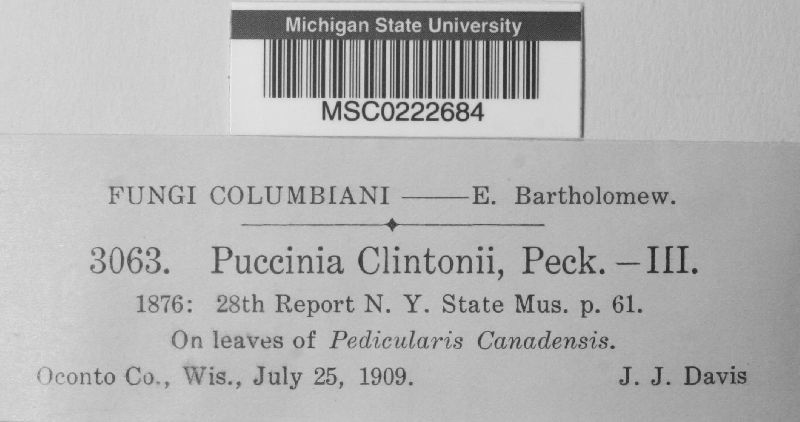 Michigan State University
MSC0222684
FUNGI COLUMBIANI — E. Bartholomew.
3063. Puccinia Clintonii, Peck. — III.
1876: 28th Report N. Y. State Mus. p. 61.
On leaves of Pedicularis Canadensis.
Oconto Co., Wis., July 25, 1909. J. J. Davis